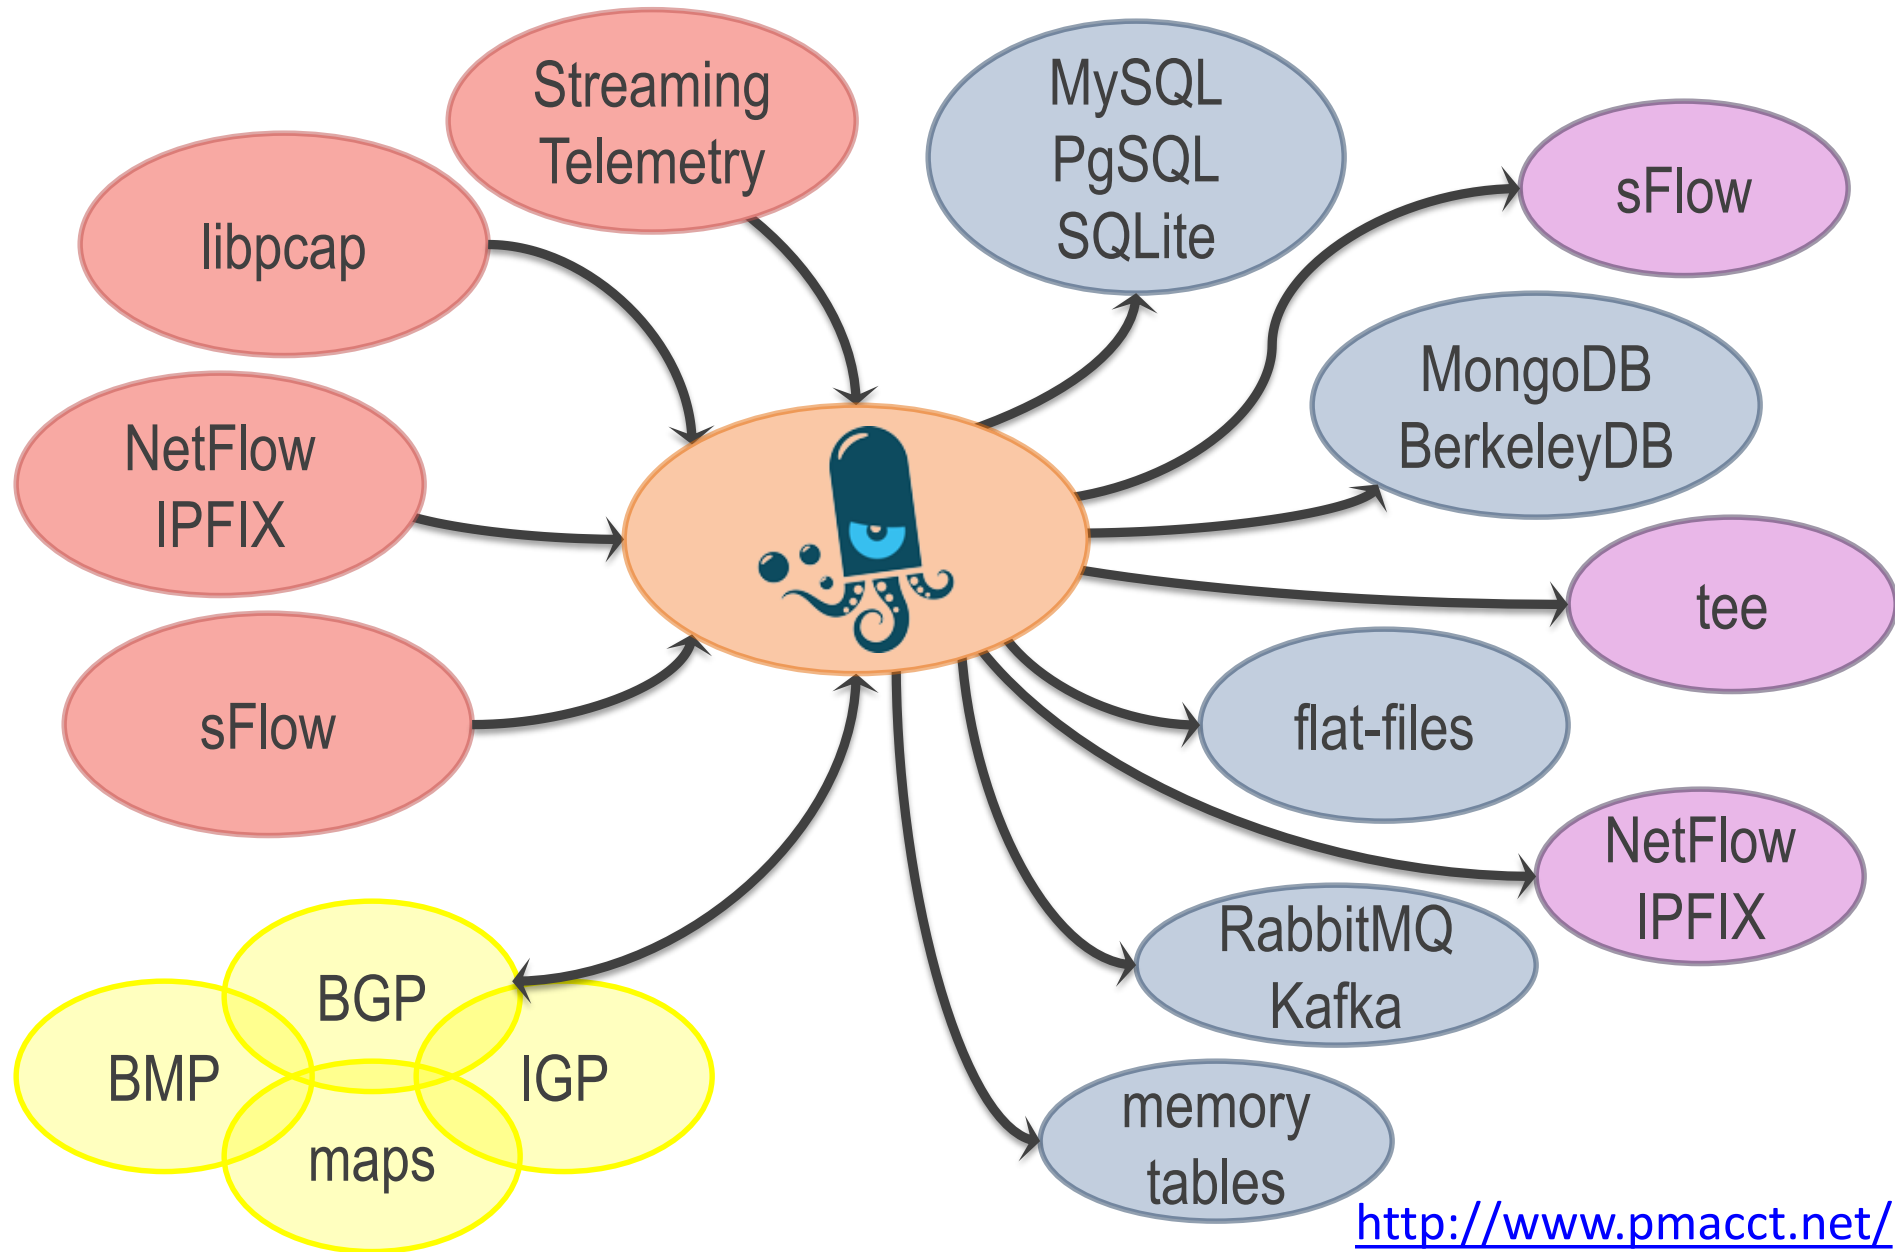 Streaming
Telemetry
MySQL
PgSQL
SQLite
sFlow
libpcap
MongoDB
BerkeleyDB
NetFlow
IPFIX
tee
sFlow
flat-files
NetFlow
IPFIX
RabbitMQ
Kafka
BGP
BMP
IGP
maps
memory
tables
http://www.pmacct.net/